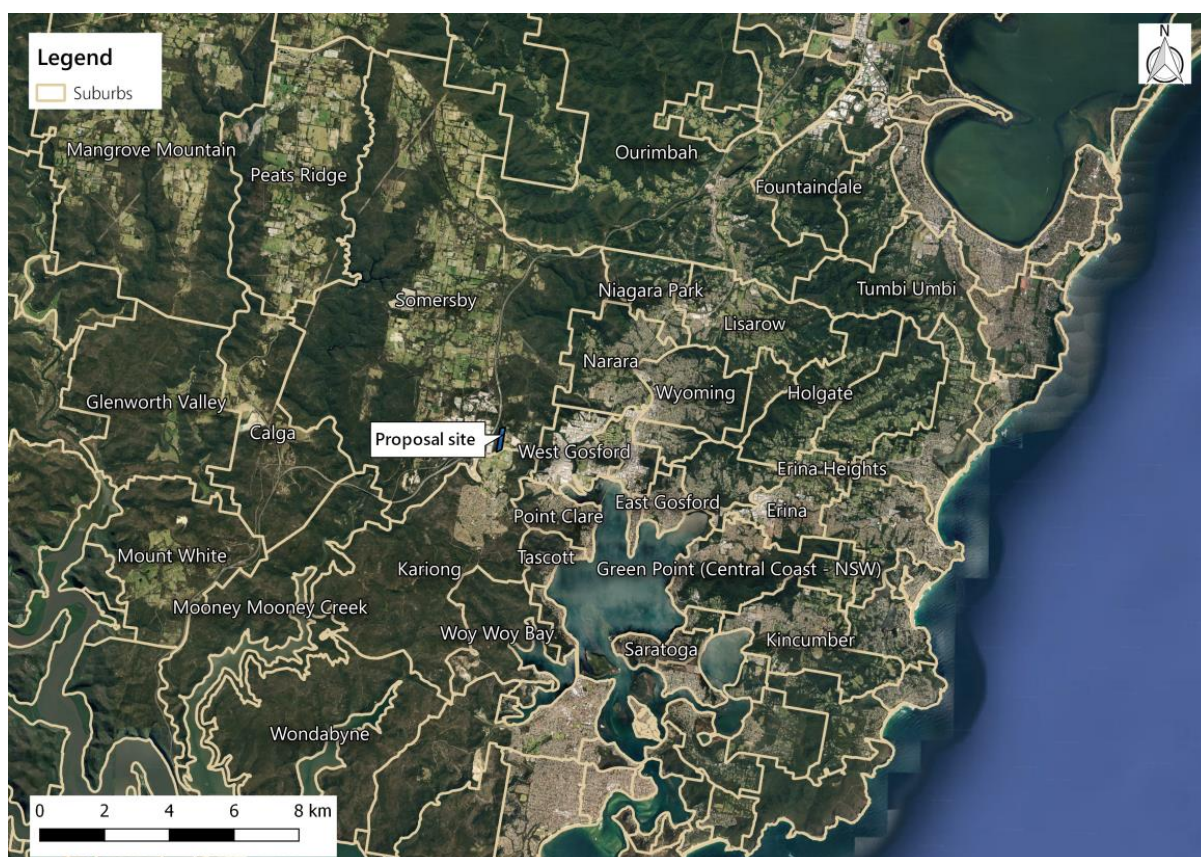 Legend
Suburbs
N
Mangrove Mountain
Peats Ridge
Ourimbah
Fountaindale
Somersby
Niagara Park
Tumbi Umbi
Lisarow
Narara
Wyoming
Holgate
Glenworth Valley
Calga
Proposal site
West Gosford
Erina Heights
East Gosford
Erina
Point Clare
Mount White
Tascott
Kariong
Green Point (Central Coast - NSW)
Mooney Mooney Creek
Woy Woy Bay
Saratoga
Kincumber
Wondabyne
0 2 4 6 8 km